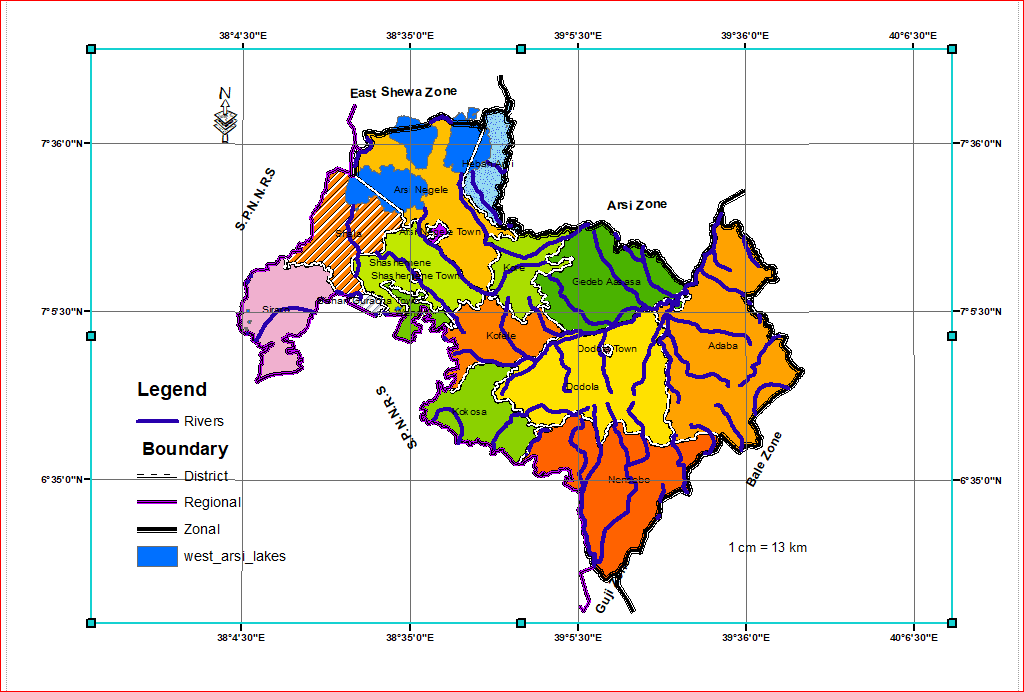 38°4'30"E 38°35'0"E 39°5'30"E 39°36'0"E 40°6'30"E
N
East Shewa Zone
7°36'0"N 7°36'0"N
S.P.N.N.R.S
Arsi Negele
Arsi Zone
Arsi Negele Town
Shala
Shashemene
Kore
Shashemene Town
Gedeb Asasa
7°5'30"N 7°5'30"N
Siraro
Kofele
Dodola Town
Adaba
Dodola
Legend
Kokosa
S.P.N.N.R.S
Rivers
Boundary
Bale Zone
District
Nensebo
6°35'0"N 6°35'0"N
Regional
Zonal
west_arsi_lakes
1 cm = 13 km
Guji
38°4'30"E 38°35'0"E 39°5'30"E 39°36'0"E 40°6'30"E